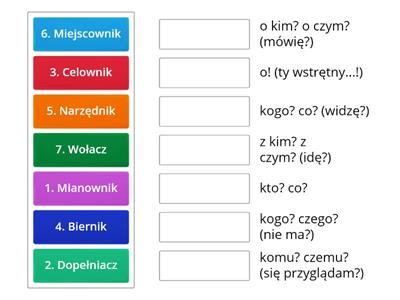 6. Miejscownik
3. Celownik
5. Narzędnik
7. Wołacz
1. Mianownik
4. Biernik
2. Dopełniacz
o kim? o czym?
(mówię?)
o! (ty wstrętny...!)
kogo? co? (widzę?)
z kim? z
czym? (idę?)
kto? co?
kogo? czego?
(nie ma?)
komu? czemu?
(się przyglądam?)